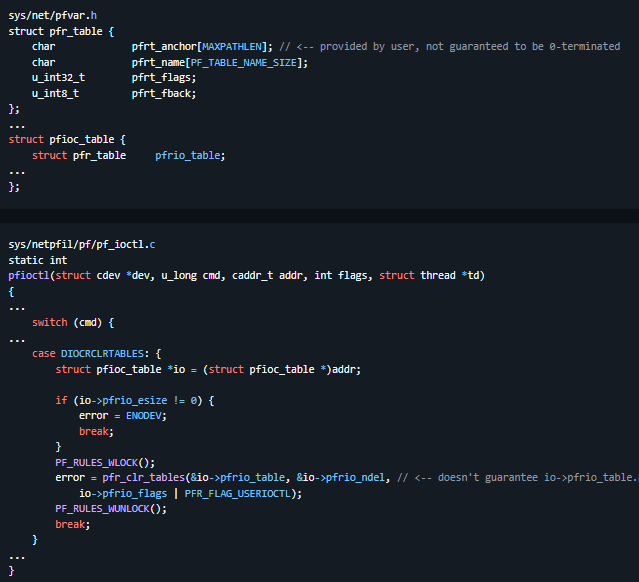 sys/net/pfvar.h
struct pfr_table {
    char            pfrt_anchor[MAXPATHLEN]; // <-- provided by user, not guaranteed to be 0-terminated
    char            pfrt_name[PF_TABLE_NAME_SIZE];
    u_int32_t       pfrt_flags;
    u_int8_t        pfrt_fback;
};
...
struct pfioc_table {
    struct pfr_table     pfrio_table;
...
};
sys/netpfil/pf/pf_ioctl.c
static int
pfioctl(struct cdev *dev, u_long cmd, caddr_t addr, int flags, struct thread *td)
{
...
    switch (cmd) {
...
    case DIOCRCLRTABLES: {
        struct pfioc_table *io = (struct pfioc_table *)addr;
        if (io->pfrio_esize != 0) {
            error = ENODEV;
            break;
        }
        PF_RULES_WLOCK();
        error = pfr_clr_tables(&io->pfrio_table, &io->pfrio_ndel, // <-- doesn't guarantee io->pfrio_table.
            io->pfrio_flags | PFR_FLAG_USERIOCTL);
        PF_RULES_WUNLOCK();
        break;
    }
...
}